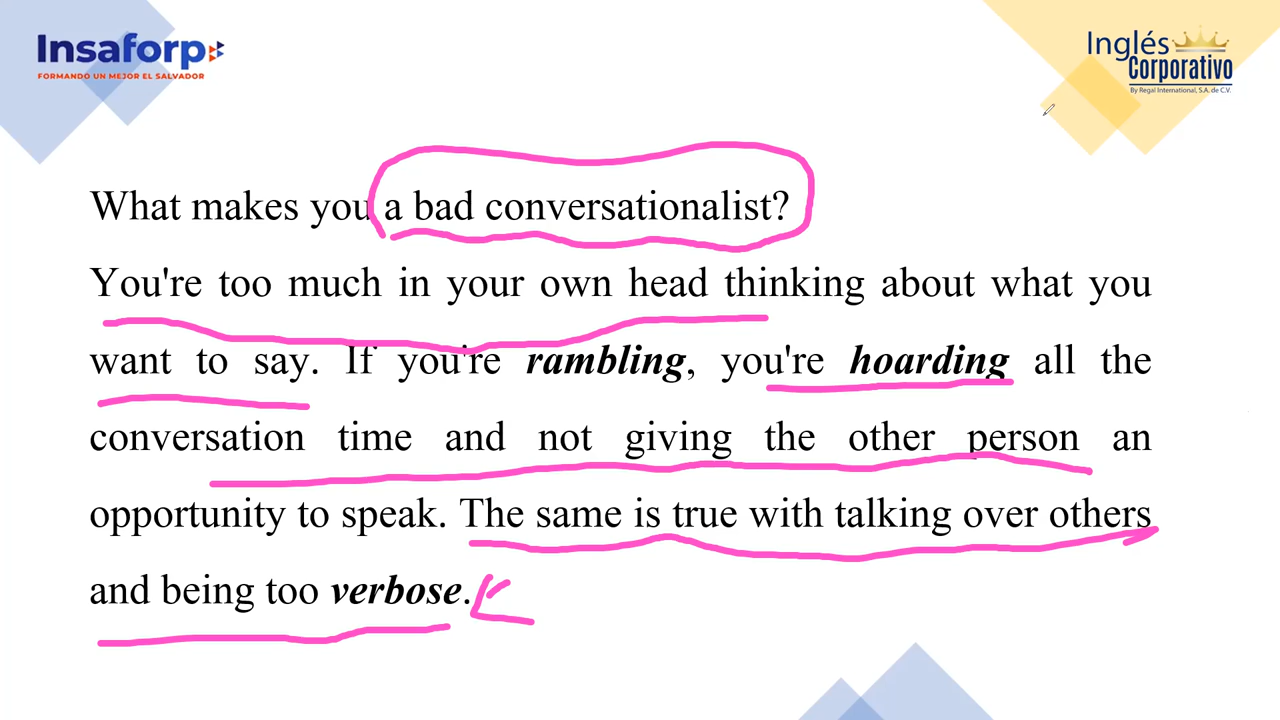 Insaforp
FORMANDO UN MEJOR EL SALVADOR
Inglés
Corporativo
By Regal International, S.A. de C.V.
What makes you a bad conversationalist?
You're too much in your own head thinking about what you
want to say. If you're rambling, you're hoarding all the
conversation time and not giving the other person an
opportunity to speak. The same is true with talking over others
and being too verbose.